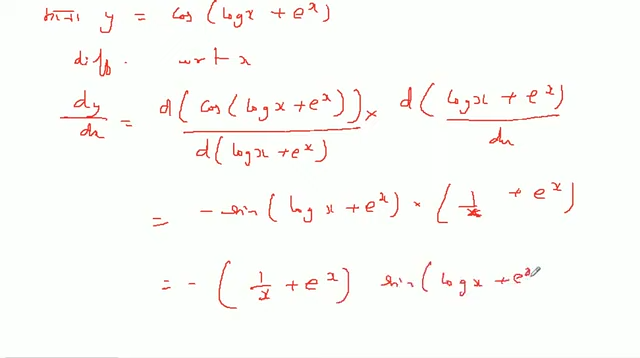 माना y = cos (log x + e^x)
diff wrt x
dy/dx = d(cos(log x + e^x))/d(log x + e^x) × d(log x + e^x)/dx
= - sin(log x + e^x) × (1/x + e^x)
= - (1/x + e^x) sin(log x + e^x